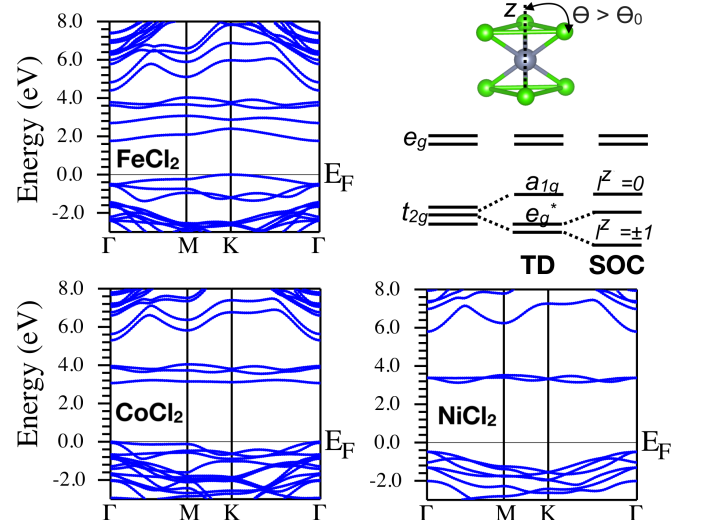 8.0
6.0
4.0
2.0
0.0
-2.0
Energy (eV)
FeCl2
EF
Γ M K Γ
z
Θ > Θ0
eg
t2g
a1g
eg*
lz =0
lz =±1
TD SOC
8.0
6.0
4.0
2.0
0.0
-2.0
Energy (eV)
CoCl2
EF
Γ M K Γ
8.0
6.0
4.0
2.0
0.0
-2.0
NiCl2
EF
Γ M K Γ